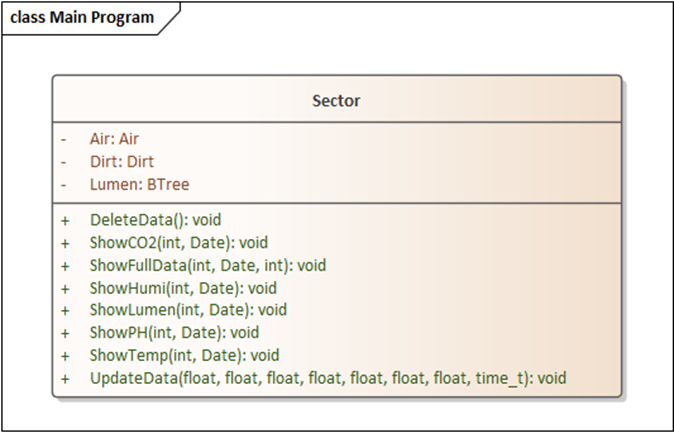 class Main Program
Sector
- Air: Air
- Dirt: Dirt
- Lumen: BTree
+ DeleteData(): void
+ ShowCO2(int, Date): void
+ ShowFullData(int, Date, int): void
+ ShowHumi(int, Date): void
+ ShowLumen(int, Date): void
+ ShowPH(int, Date): void
+ ShowTemp(int, Date): void
+ UpdateData(float, float, float, float, float, float, float, time_t): void